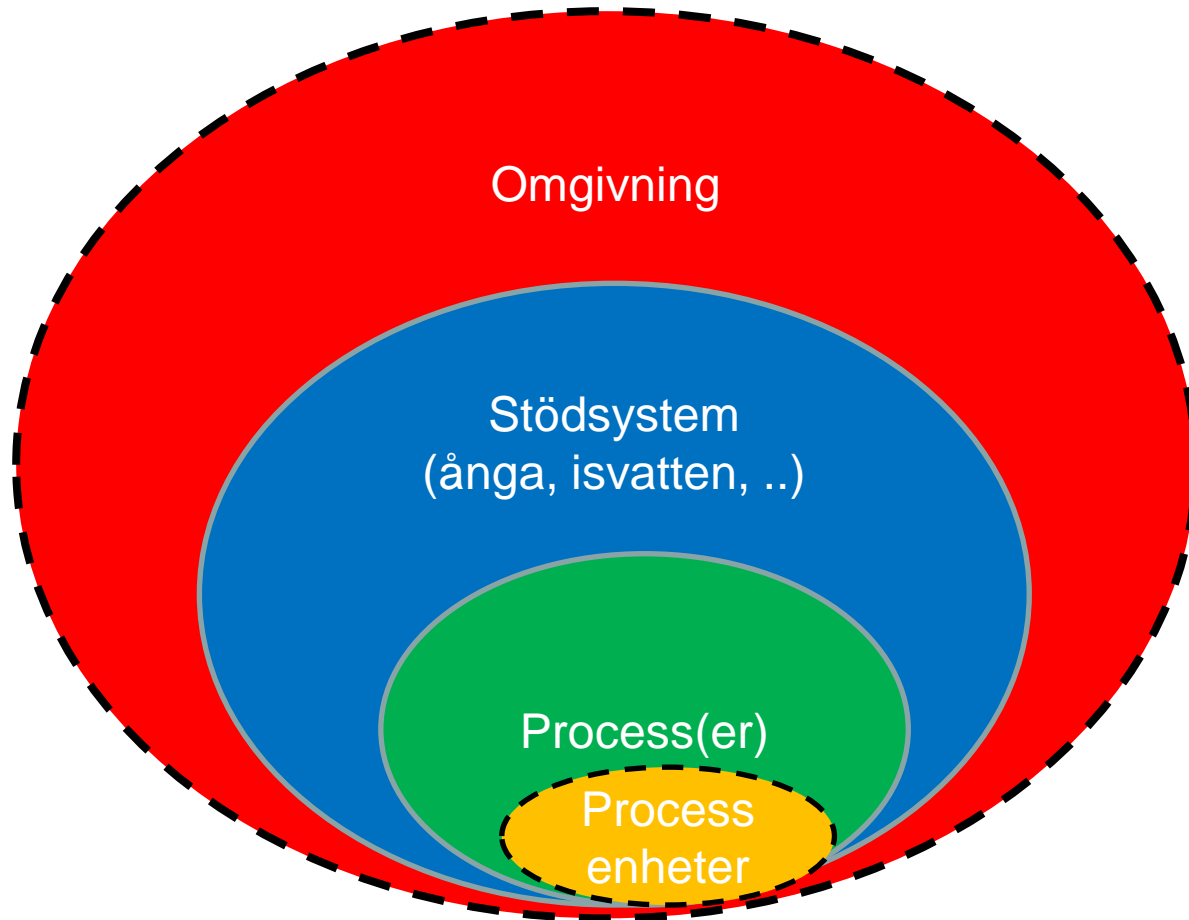 Omgivning
Stödsystem
(ånga, isvatten, ..)
Process(er)
Process
enheter